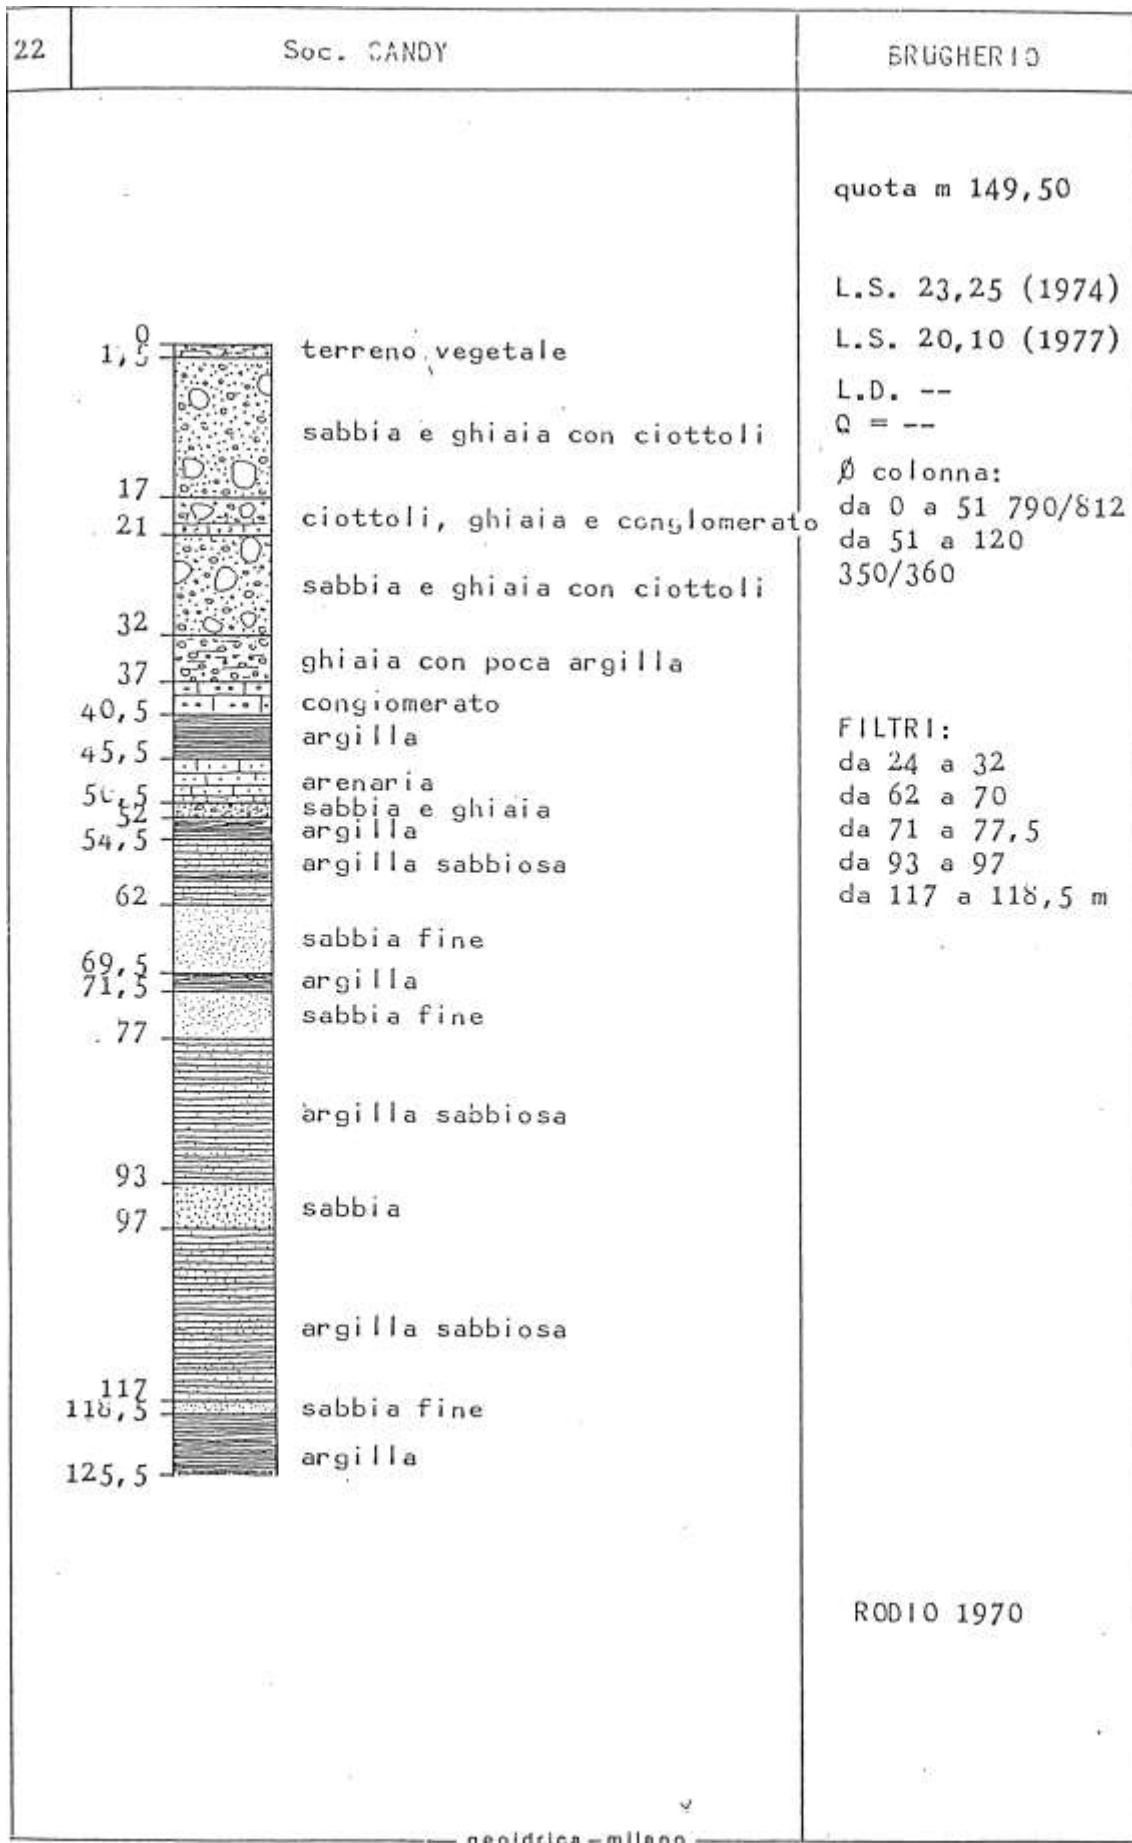 22
Soc. CANDY
BRUGHERIO
quota m 149,50
L.S. 23,25 (1974)
L.S. 20,10 (1977)
L.D. --
Q = --
Ø colonna:
da 0 a 51 790/812
da 51 a 120
350/360
FILTRI:
da 24 a 32
da 62 a 70
da 71 a 77,5
da 93 a 97
da 117 a 118,5 m
RODIO 1970
0
1,5
terreno vegetale
sabbia e ghiaia con ciottoli
17
ciottoli, ghiaia e conglomerato
21
sabbia e ghiaia con ciottoli
32
ghiaia con poca argilla
37
conglomerato
40,5
argilla
45,5
arenaria
50,5
sabbia e ghiaia
52
argilla
54,5
argilla sabbiosa
62
sabbia fine
69,5
argilla
71,5
sabbia fine
77
argilla sabbiosa
93
sabbia
97
argilla sabbiosa
117
sabbia fine
118,5
argilla
125,5
geoidrica - milano